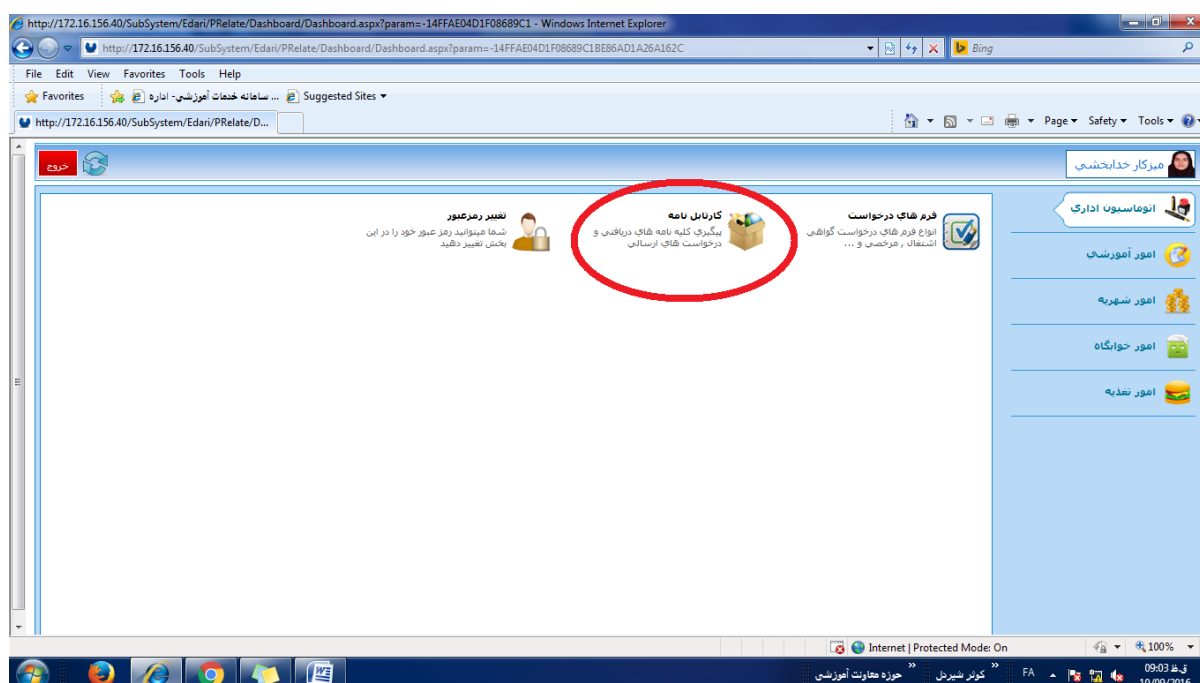 http://172.16.156.40/SubSystem/Edari/PRelate/Dashboard/Dashboard.aspx?param=-14FFAE04D1F08689C1 - Windows Internet Explorer
http://172.16.156.40/SubSystem/Edari/PRelate/Dashboard/Dashboard.aspx?param=-14FFAE04D1F08689C1BE86AD1A26A162C
Bing
File Edit View Favorites Tools Help
Favorites
سامانه خدمات آموزشی- اداره ...
Suggested Sites
http://172.16.156.40/SubSystem/Edari/PRelate/D...
Page Safety Tools
میزکار خدابخشی
خروج
اتوماسیون اداری
امور آموزشی
امور شهریه
امور خوابگاه
امور تغذیه
فرم های درخواست
انواع فرم های درخواست گواهی
اشتغال , مرخصی و ...
کارتابل نامه
پیگیری کلیه نامه های دریافتی و
درخواست های ارسالی
تغییر رمزعبور
شما میتوانید رمز عبور خود را در این
بخش تغییر دهید
Internet | Protected Mode: On
100%
حوزه معاونت آموزشی
کوثر شیردل
FA
09:03 ق.ظ
10/09/2016